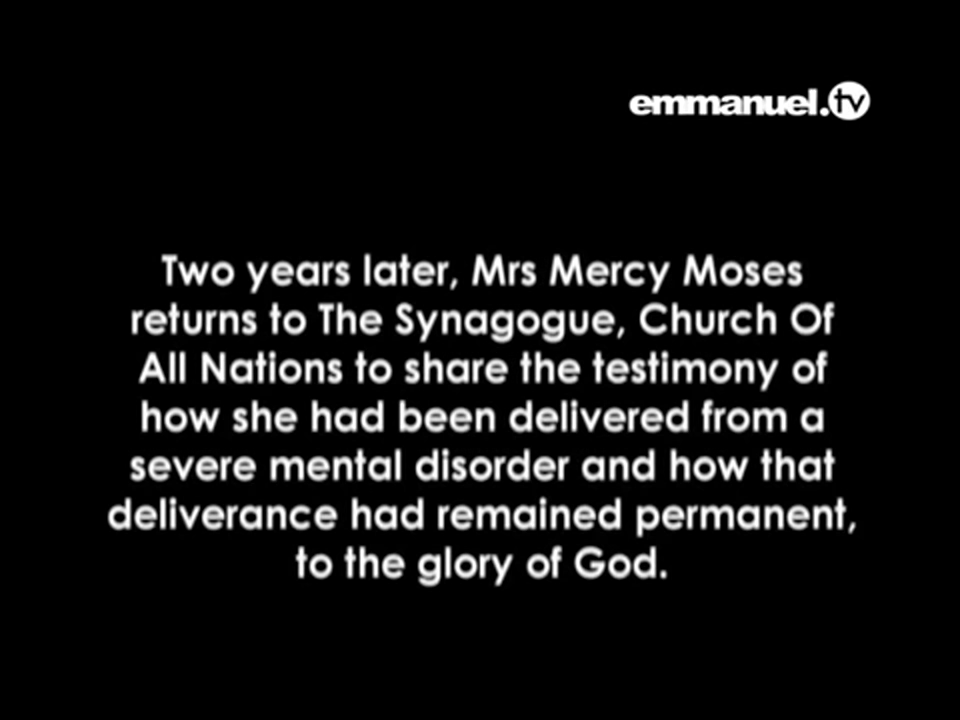 emmanuel.tv
Two years later, Mrs Mercy Moses
returns to The Synagogue, Church Of
All Nations to share the testimony of
how she had been delivered from a
severe mental disorder and how that
deliverance had remained permanent,
to the glory of God.